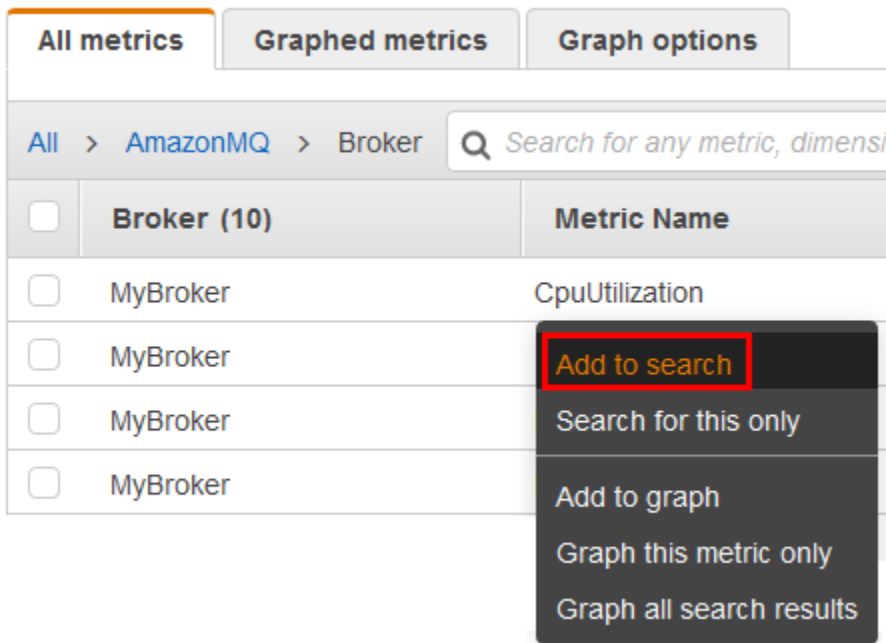 All metrics Graphed metrics Graph options
All > AmazonMQ > Broker Search for any metric, dimensi
Broker (10) Metric Name
MyBroker CpuUtilization
MyBroker Add to search
MyBroker Search for this only
MyBroker Add to graph
Graph this metric only
Graph all search results